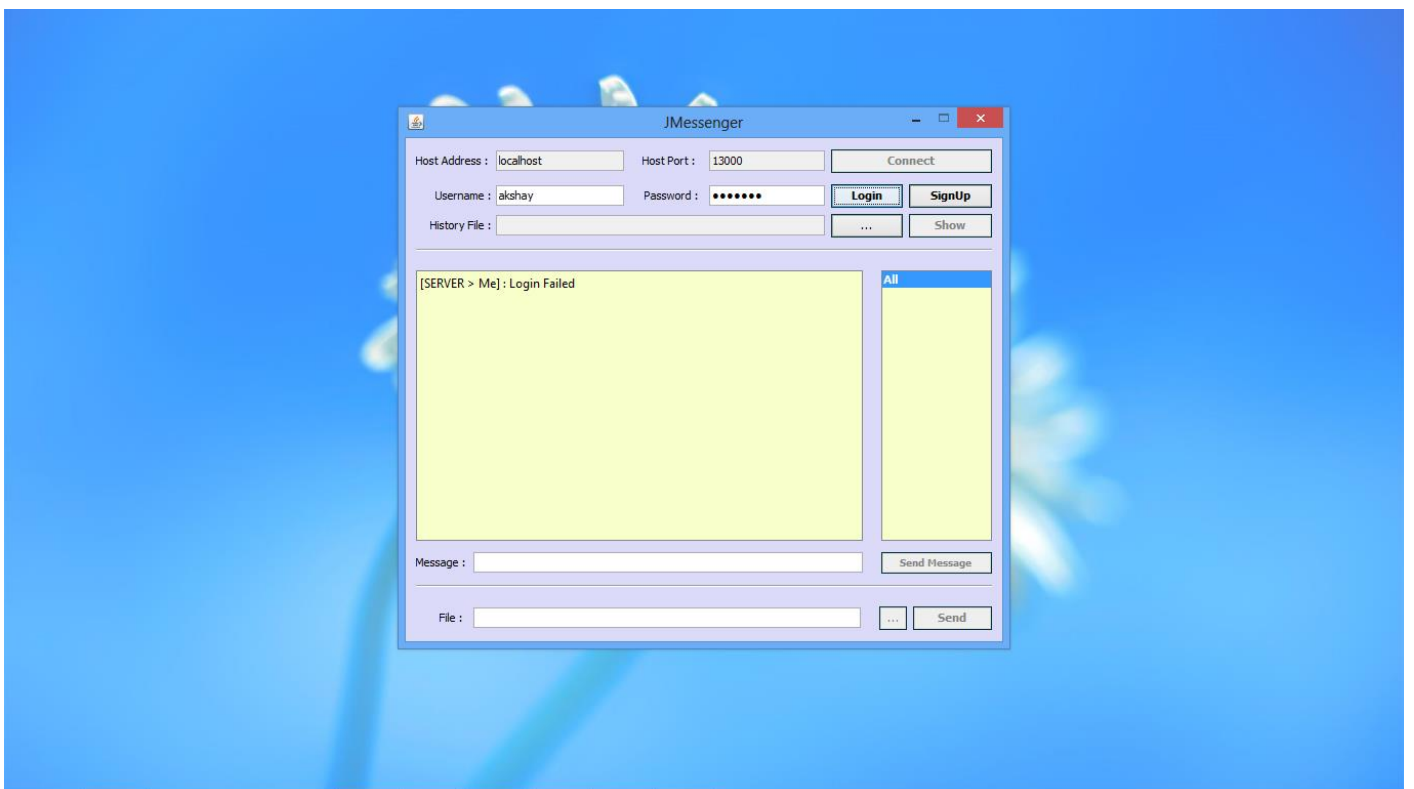 JMessenger
Host Address : localhost Host Port : 13000 Connect
Username : akshay Password : ••••••• Login SignUp
History File : ... Show
[SERVER > Me] : Login Failed
All
Message : Send Message
File : ... Send